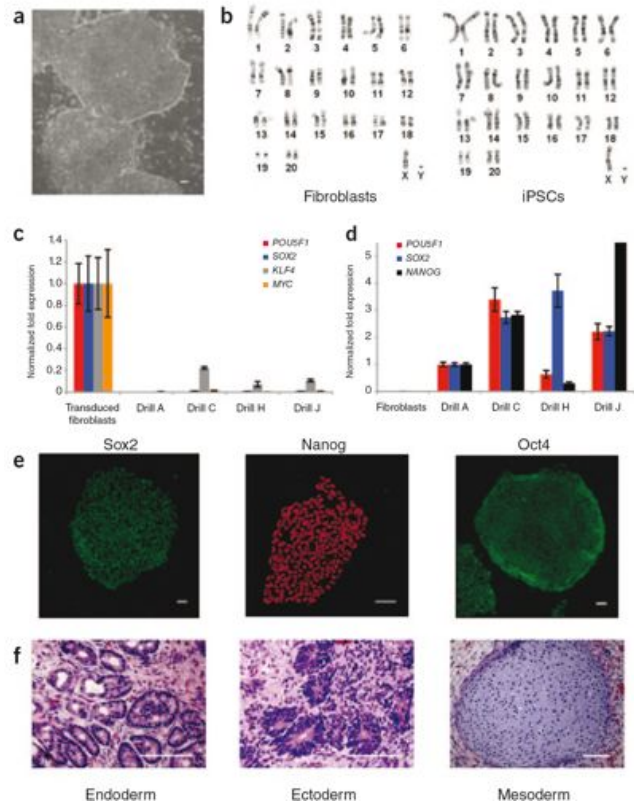 a
b
1 2 3 4 5 6
7 8 9 10 11 12
13 14 15 16 17 18
19 20 X Y
Fibroblasts
1 2 3 4 5 6
7 8 9 10 11 12
13 14 15 16 17 18
19 20 X Y
iPSCs
c
Normalized fold expression
1.4
1.2
1.0
0.8
0.6
0.4
0.2
0
POU5F1
SOX2
KLF4
MYC
Transduced
fibroblasts
Drill A Drill C Drill H Drill J
d
Normalized fold expression
5
4
3
2
1
0
POU5F1
SOX2
NANOG
Fibroblasts Drill A Drill C Drill H Drill J
e
Sox2 Nanog Oct4
f
Endoderm Ectoderm Mesoderm